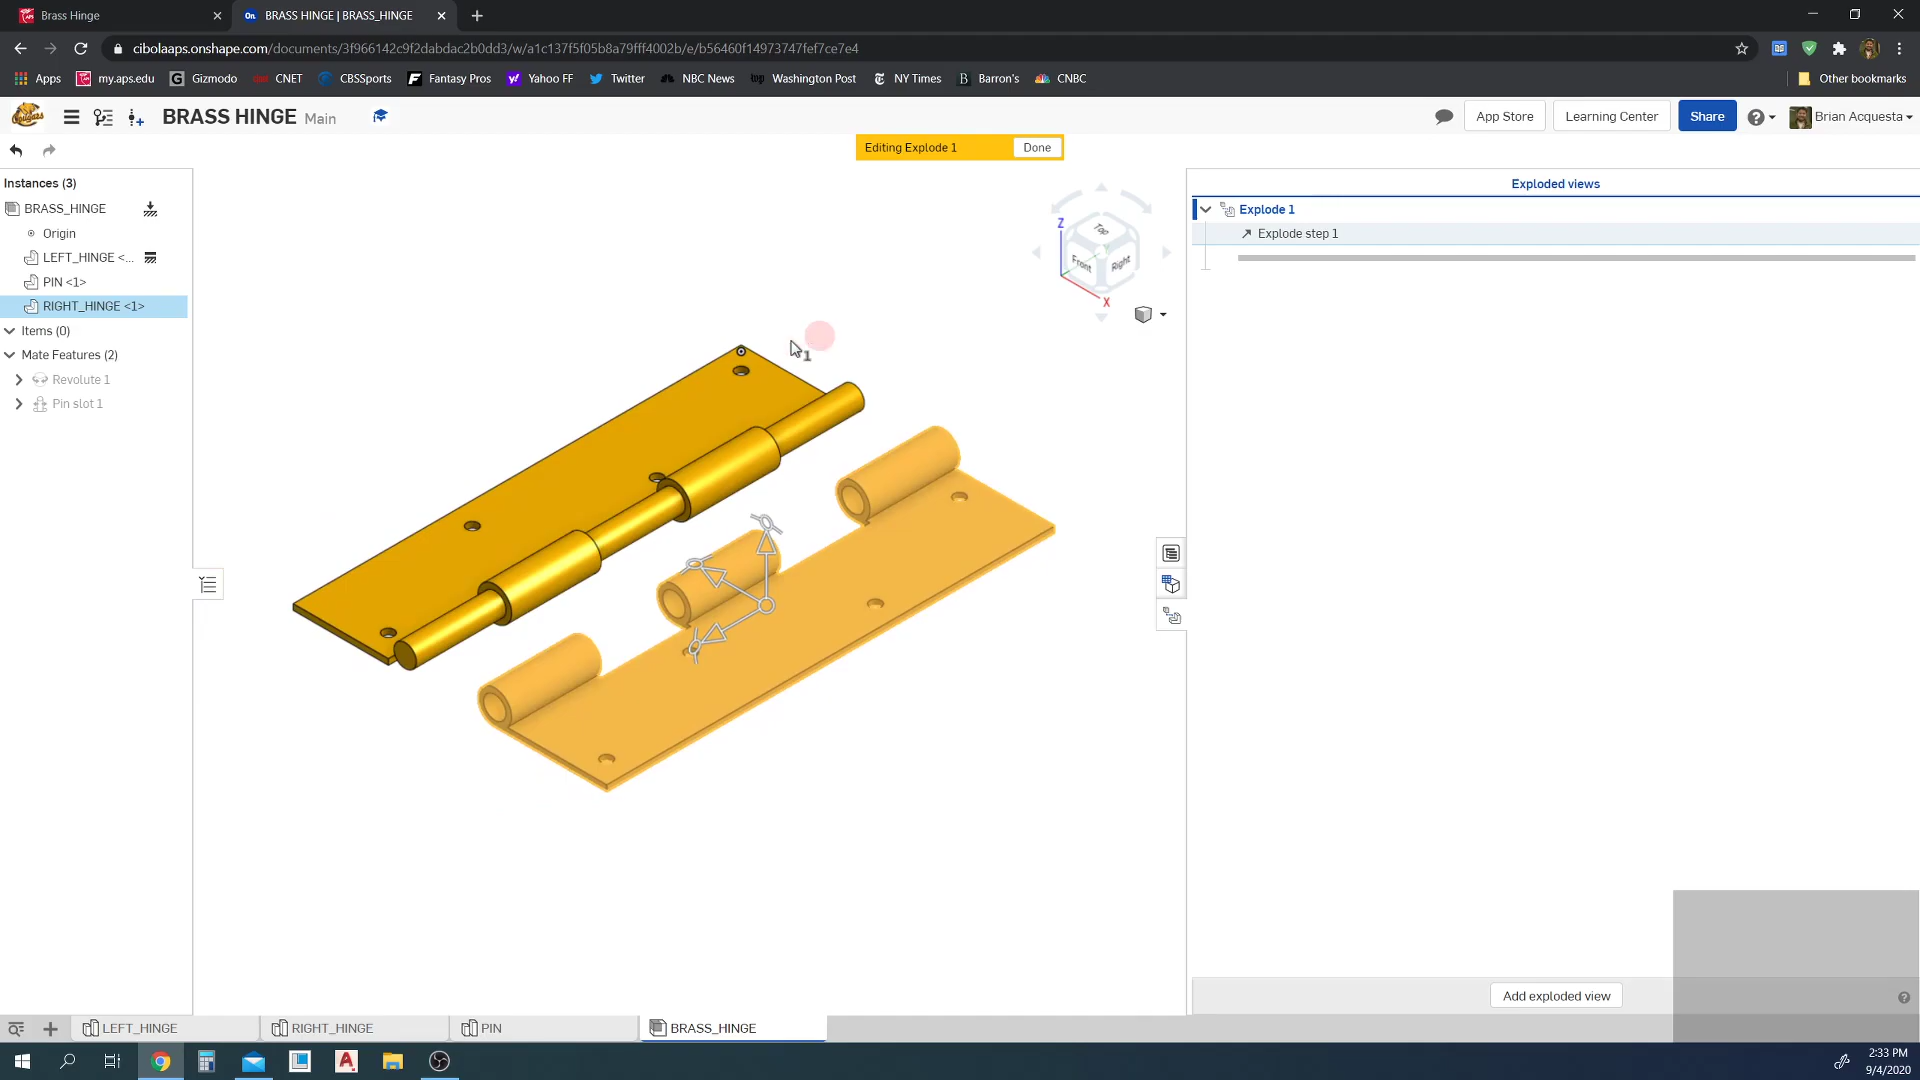 Brass Hinge
BRASS HINGE | BRASS_HINGE
cibolaaps.onshape.com/documents/3f966142c9f2dabdac2b0dd3/w/a1c137f5f05b8a79fff4002b/e/b56460f14973747fef7ce7e4
Apps
my.aps.edu
Gizmodo
CNET
CBSSports
Fantasy Pros
Yahoo FF
Twitter
NBC News
Washington Post
NY Times
Barron's
CNBC
Other bookmarks
BRASS HINGE Main
App Store
Learning Center
Share
Brian Acquesta
Editing Explode 1
Done
Instances (3)
BRASS_HINGE
Origin
LEFT_HINGE <...
PIN <1>
RIGHT_HINGE <1>
Items (0)
Mate Features (2)
Revolute 1
Pin slot 1
Z
Top
Front
Right
X
1
Exploded views
Explode 1
Explode step 1
Add exploded view
LEFT_HINGE
RIGHT_HINGE
PIN
BRASS_HINGE
2:33 PM
9/4/2020